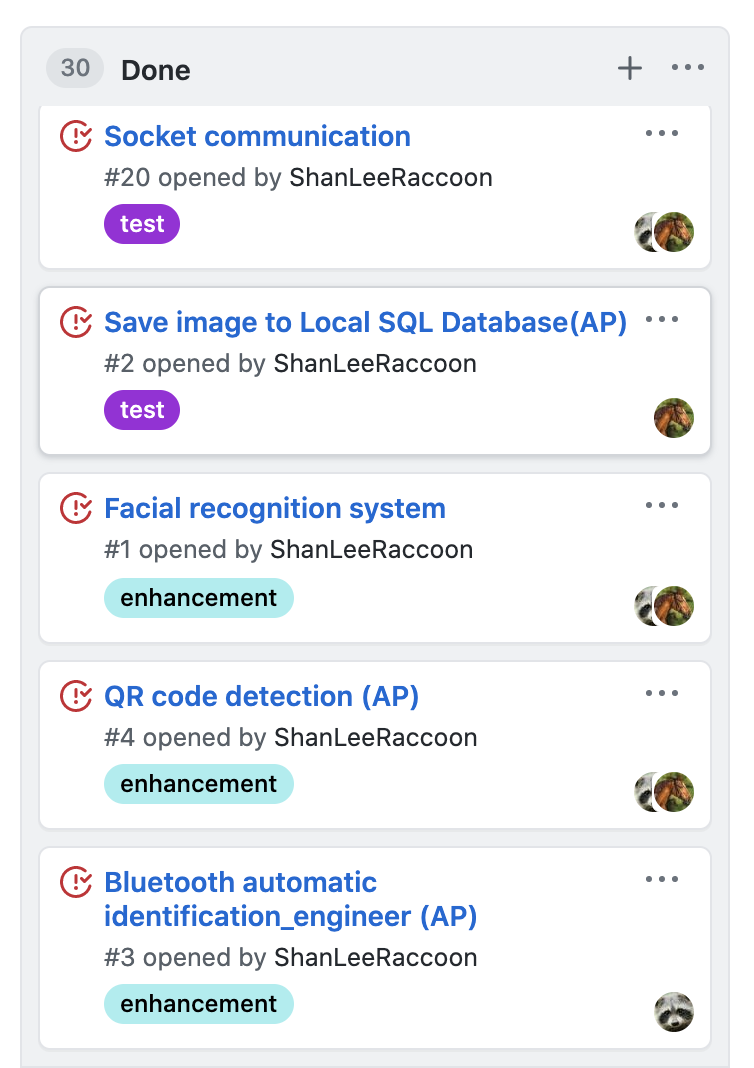 30 Done
Socket communication
#20 opened by ShanLeeRaccoon
test
Save image to Local SQL Database(AP)
#2 opened by ShanLeeRaccoon
test
Facial recognition system
#1 opened by ShanLeeRaccoon
enhancement
QR code detection (AP)
#4 opened by ShanLeeRaccoon
enhancement
Bluetooth automatic
identification_engineer (AP)
#3 opened by ShanLeeRaccoon
enhancement